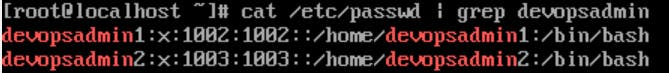 [root@localhost ~]# cat /etc/passwd | grep devopsadmin
devopsadmin1:x:1002:1002::/home/devopsadmin1:/bin/bash
devopsadmin2:x:1003:1003::/home/devopsadmin2:/bin/bash